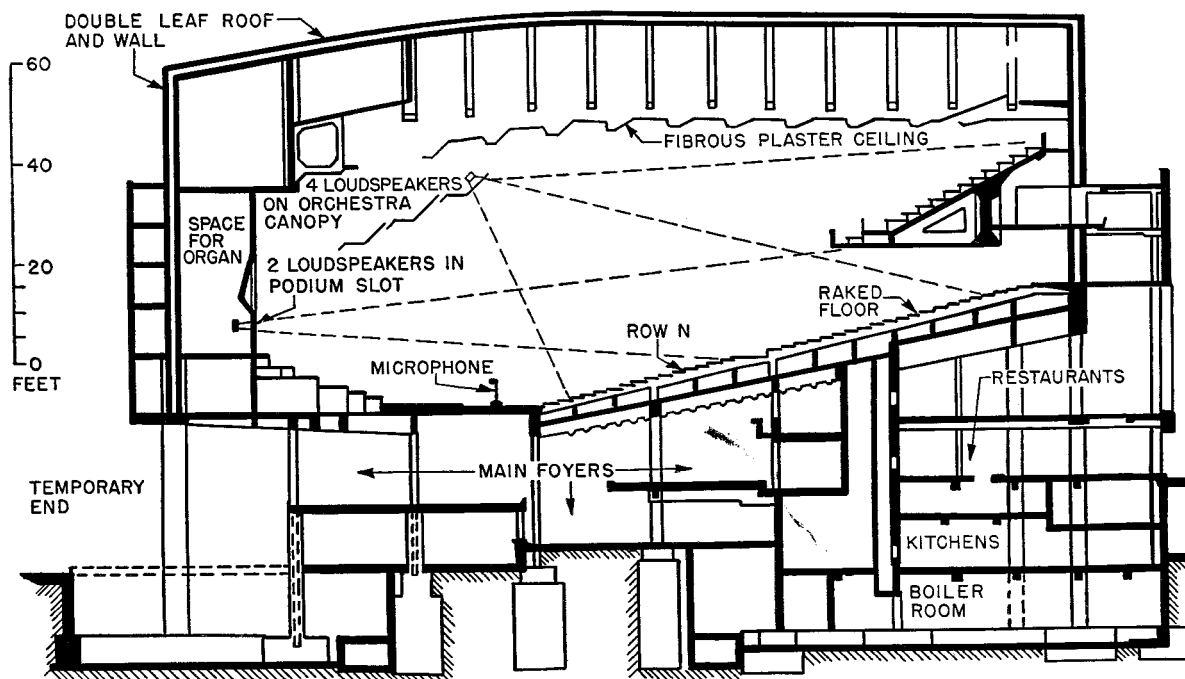 DOUBLE LEAF ROOF
AND WALL
60
40
20
0
FEET
FIBROUS PLASTER CEILING
4 LOUDSPEAKERS
ON ORCHESTRA
CANOPY
SPACE
FOR
ORGAN
2 LOUDSPEAKERS IN
PODIUM SLOT
RAKED
FLOOR
ROW N
MICROPHONE
RESTAURANTS
MAIN FOYERS
TEMPORARY
END
KITCHENS
BOILER
ROOM